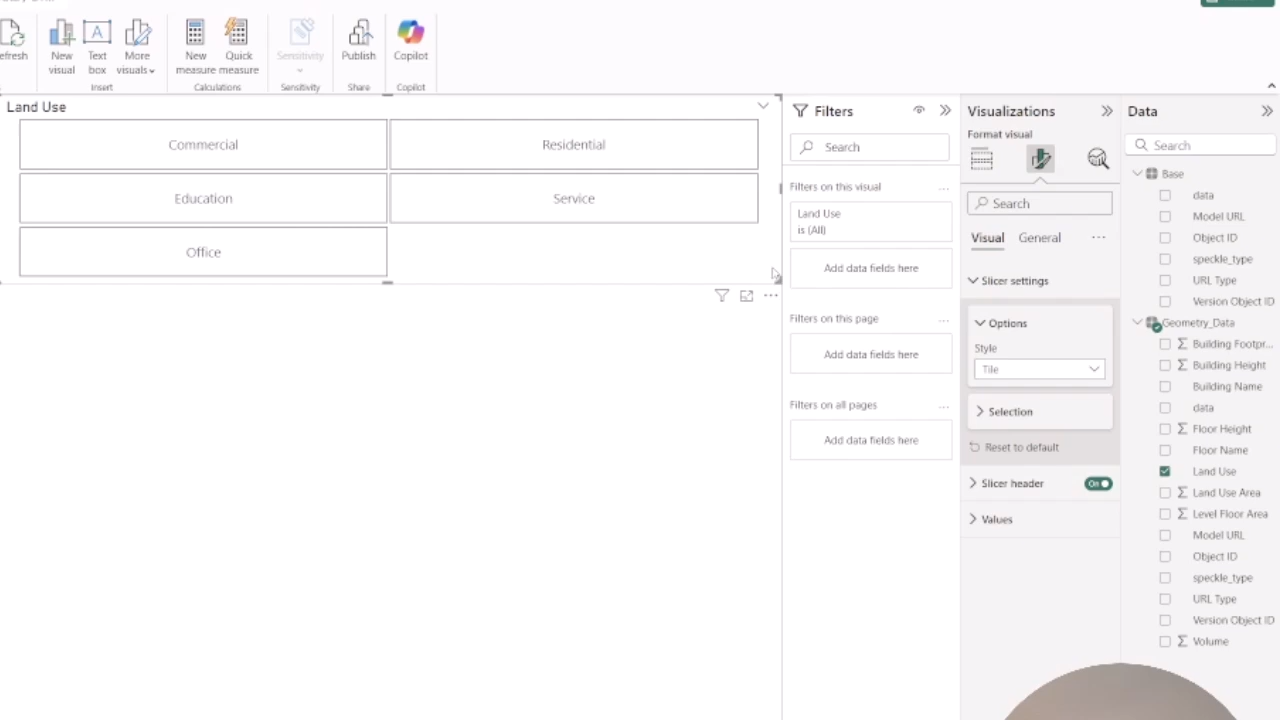 efresh
New visual
Text box
More visuals
Insert
New measure
Quick measure
Calculations
Sensitivity
Sensitivity
Publish
Share
Copilot
Copilot
Land Use
Commercial
Residential
Education
Service
Office
Filters
Search
Filters on this visual
...
Land Use
is (All)
Add data fields here
Filters on this page
...
Add data fields here
Filters on all pages
...
Add data fields here
Visualizations
Format visual
Search
Visual
General
...
Slicer settings
Options
Style
Tile
Selection
Reset to default
Slicer header
On
Values
Data
Search
Base
data
Model URL
Object ID
speckle_type
URL Type
Version Object ID
Geometry_Data
Building Footpr...
Building Height
Building Name
data
Floor Height
Floor Name
Land Use
Land Use Area
Level Floor Area
Model URL
Object ID
speckle_type
URL Type
Version Object ID
Volume